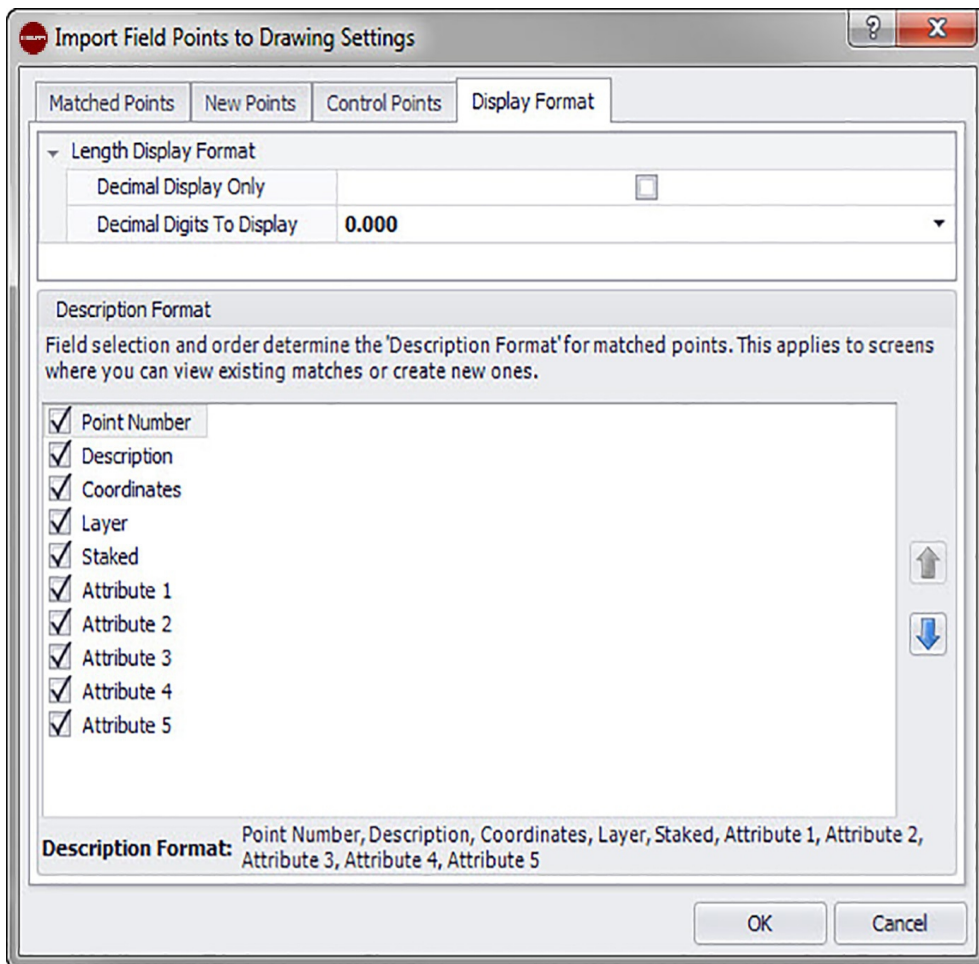 Import Field Points to Drawing Settings
Matched Points New Points Control Points Display Format
Length Display Format
Decimal Display Only
Decimal Digits To Display 0.000
Description Format
Field selection and order determine the 'Description Format' for matched points. This applies to screens
where you can view existing matches or create new ones.
Point Number
Description
Coordinates
Layer
Staked
Attribute 1
Attribute 2
Attribute 3
Attribute 4
Attribute 5
Description Format: Point Number, Description, Coordinates, Layer, Staked, Attribute 1, Attribute 2,
Attribute 3, Attribute 4, Attribute 5
OK Cancel